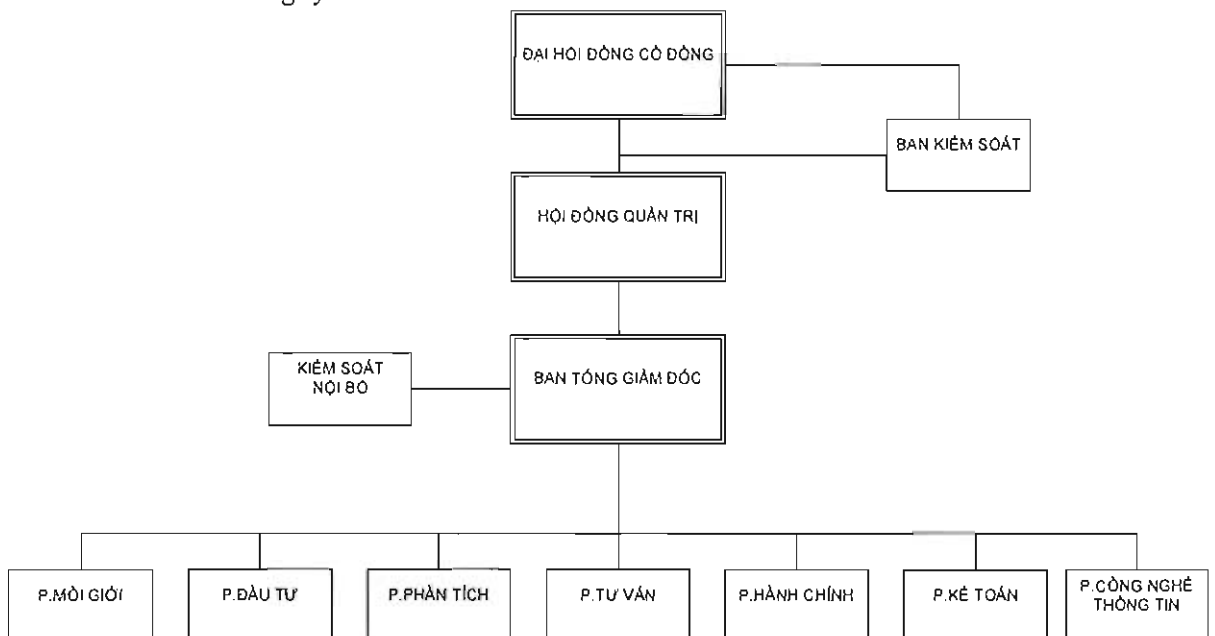 ĐẠI HỘI ĐỒNG CỔ ĐÔNG
BAN KIỂM SOÁT
HỘI ĐỒNG QUẢN TRỊ
KIỂM SOÁT
NỘI BỘ
BAN TỔNG GIÁM ĐỐC
P.MÔI GIỚI
P.ĐẦU TƯ
P.PHÂN TÍCH
P.TƯ VẤN
P.HÀNH CHÍNH
P.KẾ TOÁN
P.CÔNG NGHỆ
THÔNG TIN